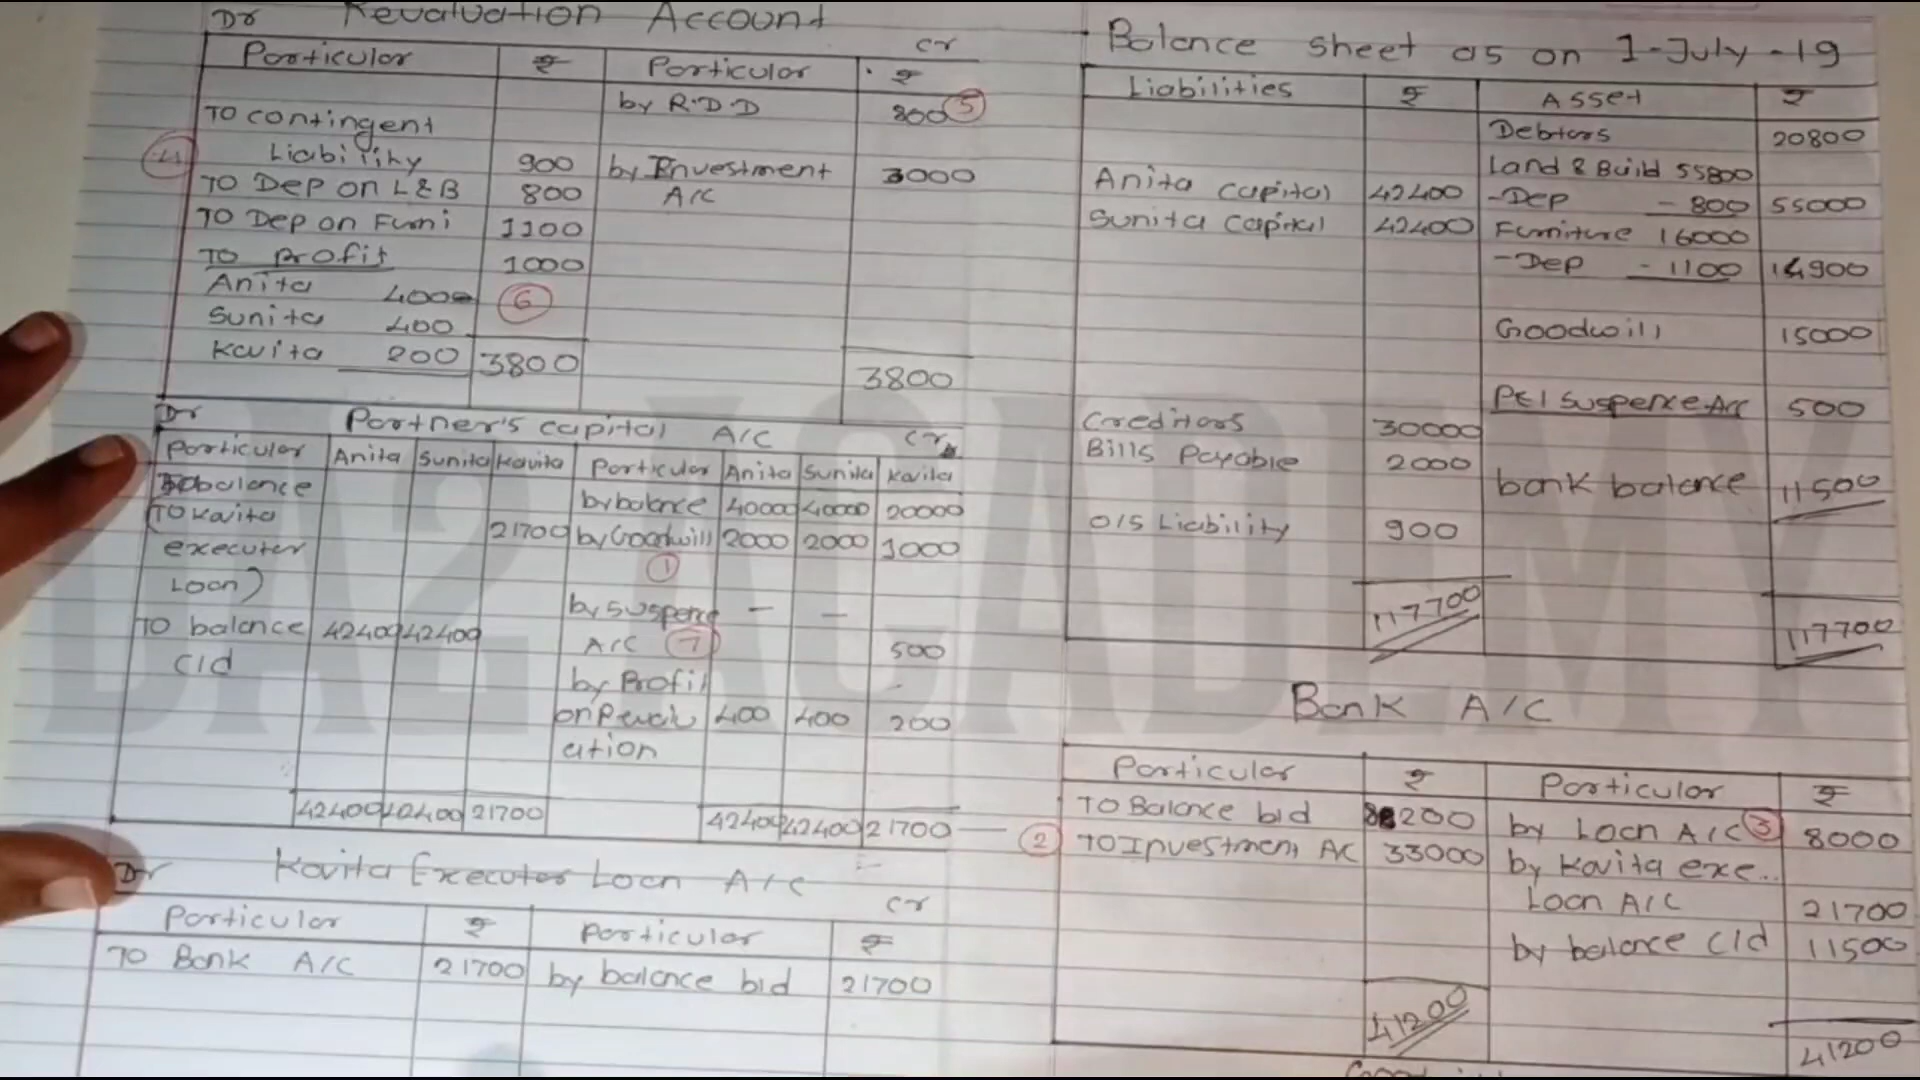 Dr Revaluation Account
cr
Particular ₹ Particular ₹
by R.D.D 800 5
To contingent
4 Liability 900 by Investment 3000
To Dep on L&B 800 A/C
To Dep on Furni 1100
To Profit 1000
Anita 400 6
Sunita 400
Kavita 200 3800 3800
Dr Partner's capital A/C cr
Particular Anita Sunita Kavita Particular Anita Sunita Kavita
To balance by balance 40000 40000 20000
(To Kavita 21700 by Goodwill 2000 2000 1000
executer 1
Loan)
by suspence - -
To balance 42400 42400 A/C 7 500
C/d by Profit
on Revalu 400 400 200
ation
42400 42400 21700 42400 42400 21700
Dr Kavita Executor Loan A/C
cr
Particular ₹ Particular ₹
To Bank A/C 21700 by balance b/d 21700
Balance sheet as on 1-July-19
Liabilities ₹ Asset ₹
Debtors 20800
Land & Build 55800
Anita Capital 42400 -Dep - 800 55000
Sunita Capital 42400 Furniture 16000
-Dep - 1100 14900
Goodwill 15000
P&l Suspence A/C 500
Creditors 30000
Bills Payable 2000 bank balance 11500
O/S Liability 900
117700 117700
Bank A/C
Particular ₹ Particular ₹
To Balance b/d 8200 by Loan A/C 3 8000
2 To Investment AC 33000 by Kavita exe...
Loan A/C 21700
by balance C/d 11500
41200
41200
DA2 ACADEMY